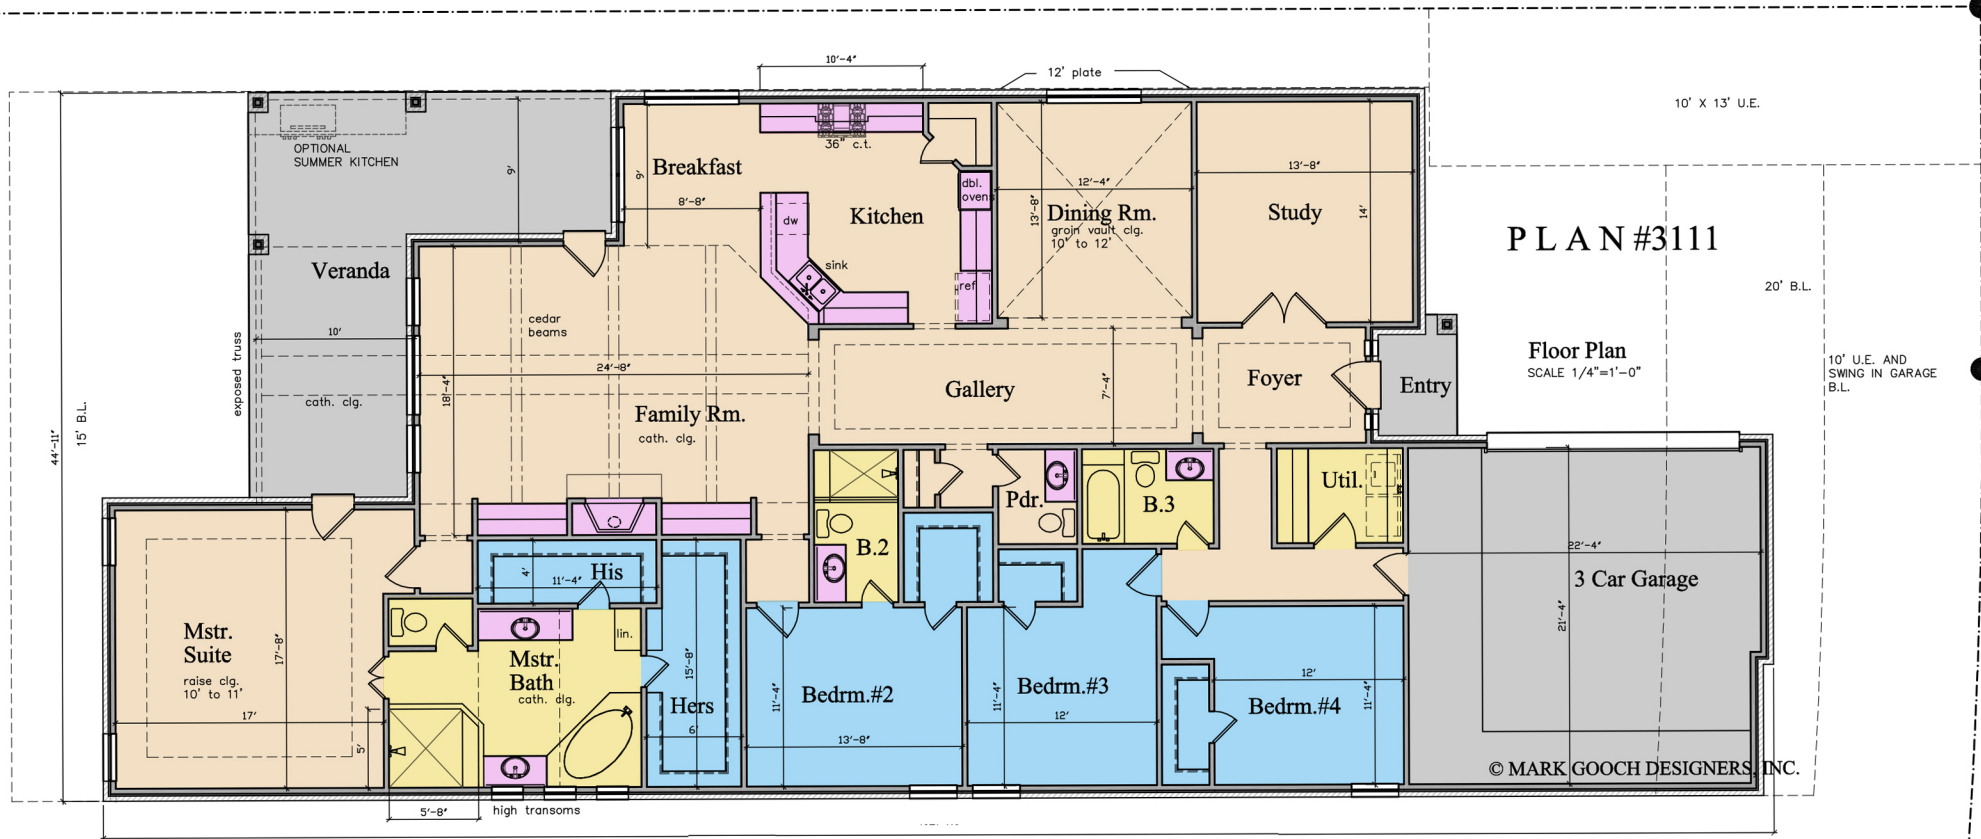 10'-4"
12' plate
10' X 13' U.E.
OPTIONAL
SUMMER KITCHEN
9'
9'
Breakfast
36" c.t.
dbl.
ovens
13'-8"
12'-4"
8'-8"
dw
Kitchen
13'-8"
Dining Rm.
groin vault clg.
10' to 12'
Study
14'
PLAN #3111
Veranda
sink
ref
20' B.L.
cedar
beams
10'
exposed truss
Floor Plan
SCALE 1/4"=1'-0"
10' U.E. AND
SWING IN GARAGE
B.L.
24'-8"
18'-4"
Gallery
7'-4"
Foyer
Entry
cath. clg.
Family Rm.
cath. clg.
44'-11"
15' B.L.
Util.
Pdr.
B.3
B.2
22'-4"
3 Car Garage
His
4'
11'-4"
21'-4"
Mstr.
Suite
raise clg.
10' to 11'
17'-8"
17'
lin.
Mstr.
Bath
cath. clg.
15'-8"
Hers
6'
Bedrm.#2
11'-4"
13'-8"
Bedrm.#3
11'-4"
12'
12'
Bedrm.#4
11'-4"
5'
5'-8"
high transoms
© MARK GOOCH DESIGNERS, INC.